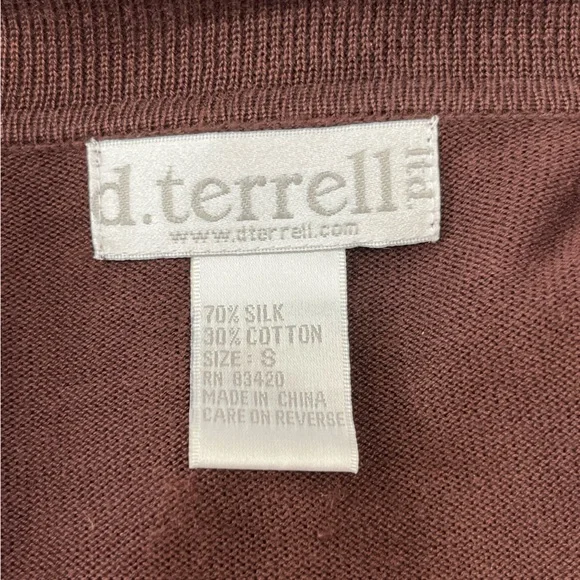 d.terrell ltd.
www.dterrell.com
70% SILK
30% COTTON
SIZE: S
RN 83420
MADE IN CHINA
CARE ON REVERSE